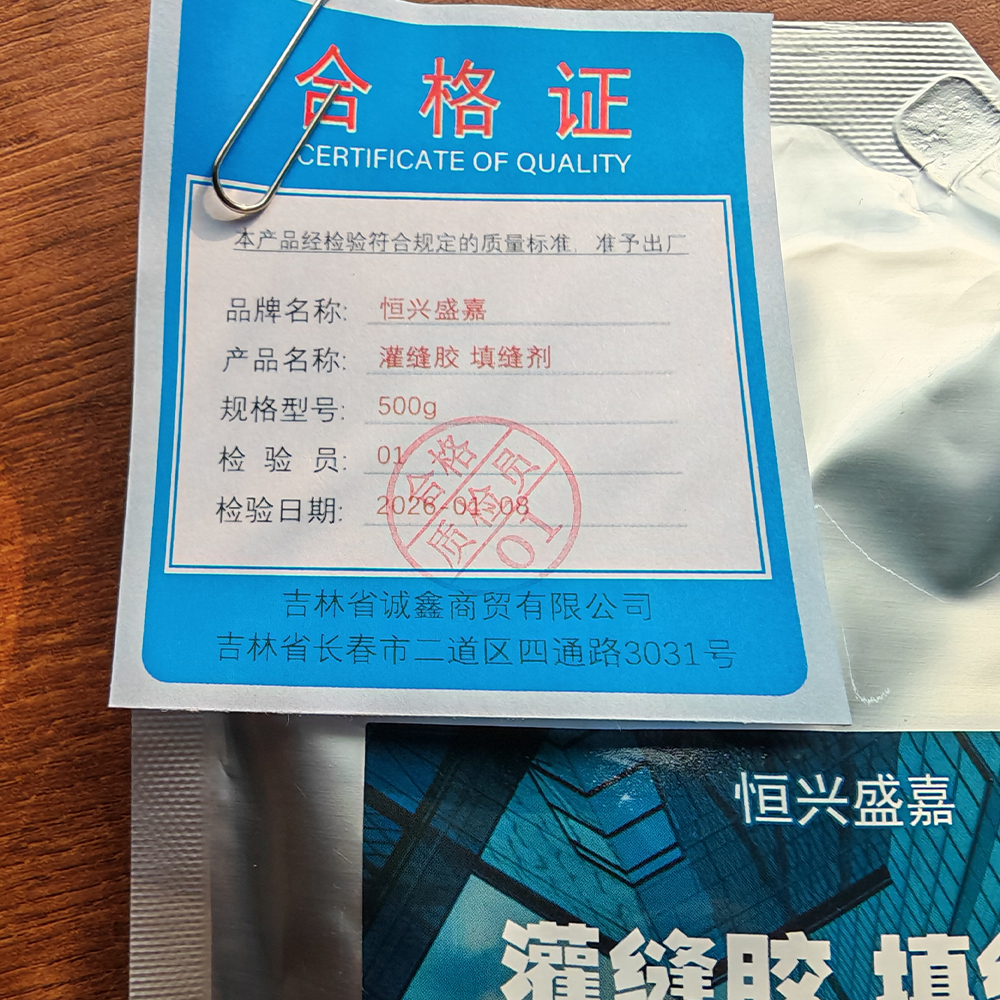 合格证
CERTIFICATE OF QUALITY
本产品经检验符合规定的质量标准，准予出厂
品牌名称: 恒兴盛嘉
产品名称: 灌缝胶 填缝剂
规格型号: 500g
检验员: 01
检验日期: 2026-01-08
合格
质检员
01
吉林省诚鑫商贸有限公司
吉林省长春市二道区四通路3031号
恒兴盛嘉
灌缝胶 填缝